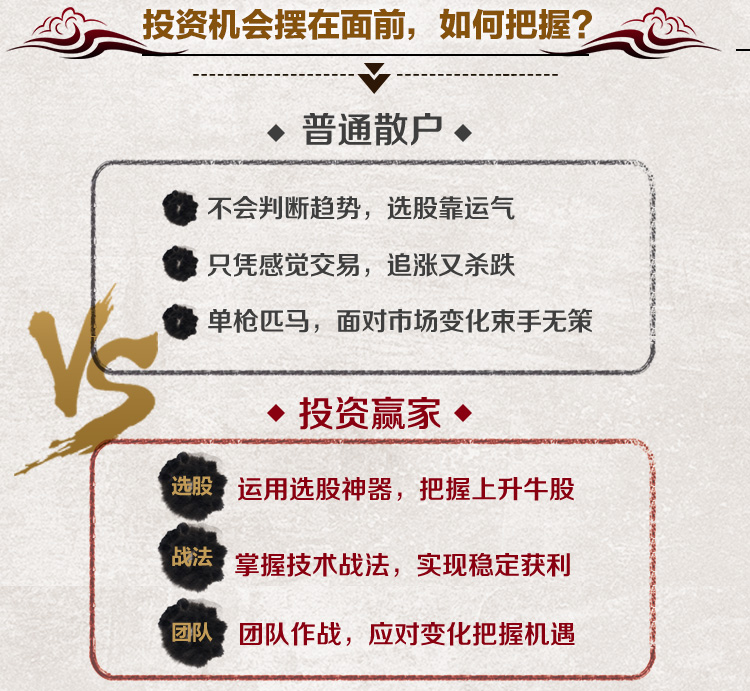 投资机会摆在面前，如何把握？
普通散户
不会判断趋势，选股靠运气
只凭感觉交易，追涨又杀跌
单枪匹马，面对市场变化束手无策
VS
投资赢家
选股 运用选股神器，把握上升牛股
战法 掌握技术战法，实现稳定获利
团队 团队作战，应对变化把握机遇